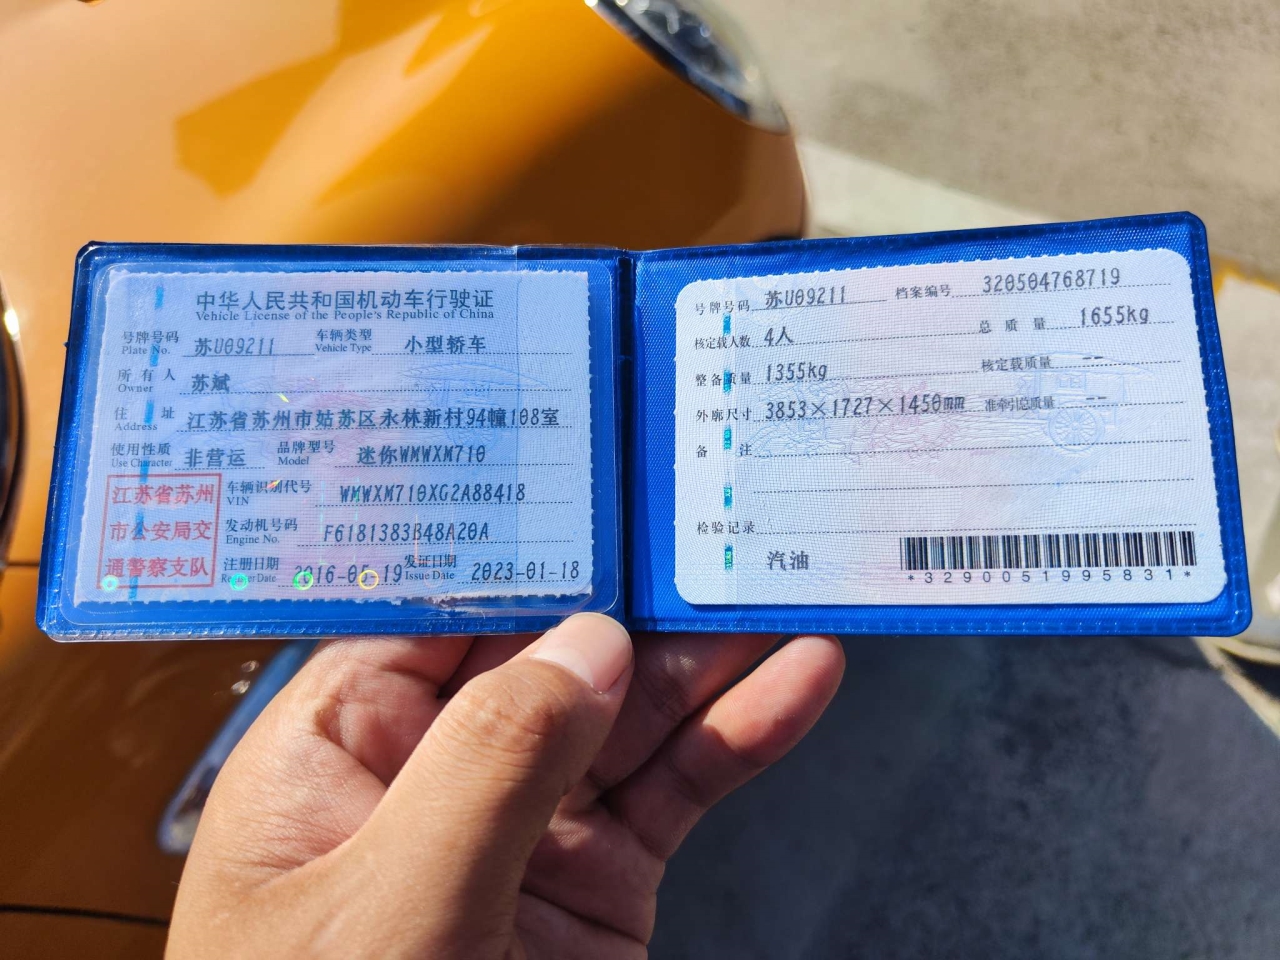 中华人民共和国机动车行驶证
Vehicle License of the People's Republic of China
号牌号码 苏U09211 车辆类型 小型轿车
Plate No. Vehicle Type
所有人 苏斌
Owner
住址 江苏省苏州市姑苏区永林新村94幢108室
Address
使用性质 非营运 品牌型号 迷你WMWXM710
Use Character Model
江苏省苏州
市公安局交
通警察支队
车辆识别代号 WMWXM710XG2A88418
VIN
发动机号码 F6181383B48A20A
Engine No.
注册日期 2016-05-19 发证日期 2023-01-18
Register Date Issue Date
号牌号码 苏U09211 档案编号 320504768719
核定载人数 4人 总质量 1655kg
整备质量 1355kg 核定载质量 --
外廓尺寸 3853×1727×1450mm 准牵引总质量 --
备注
检验记录
汽油
*3290051995831*